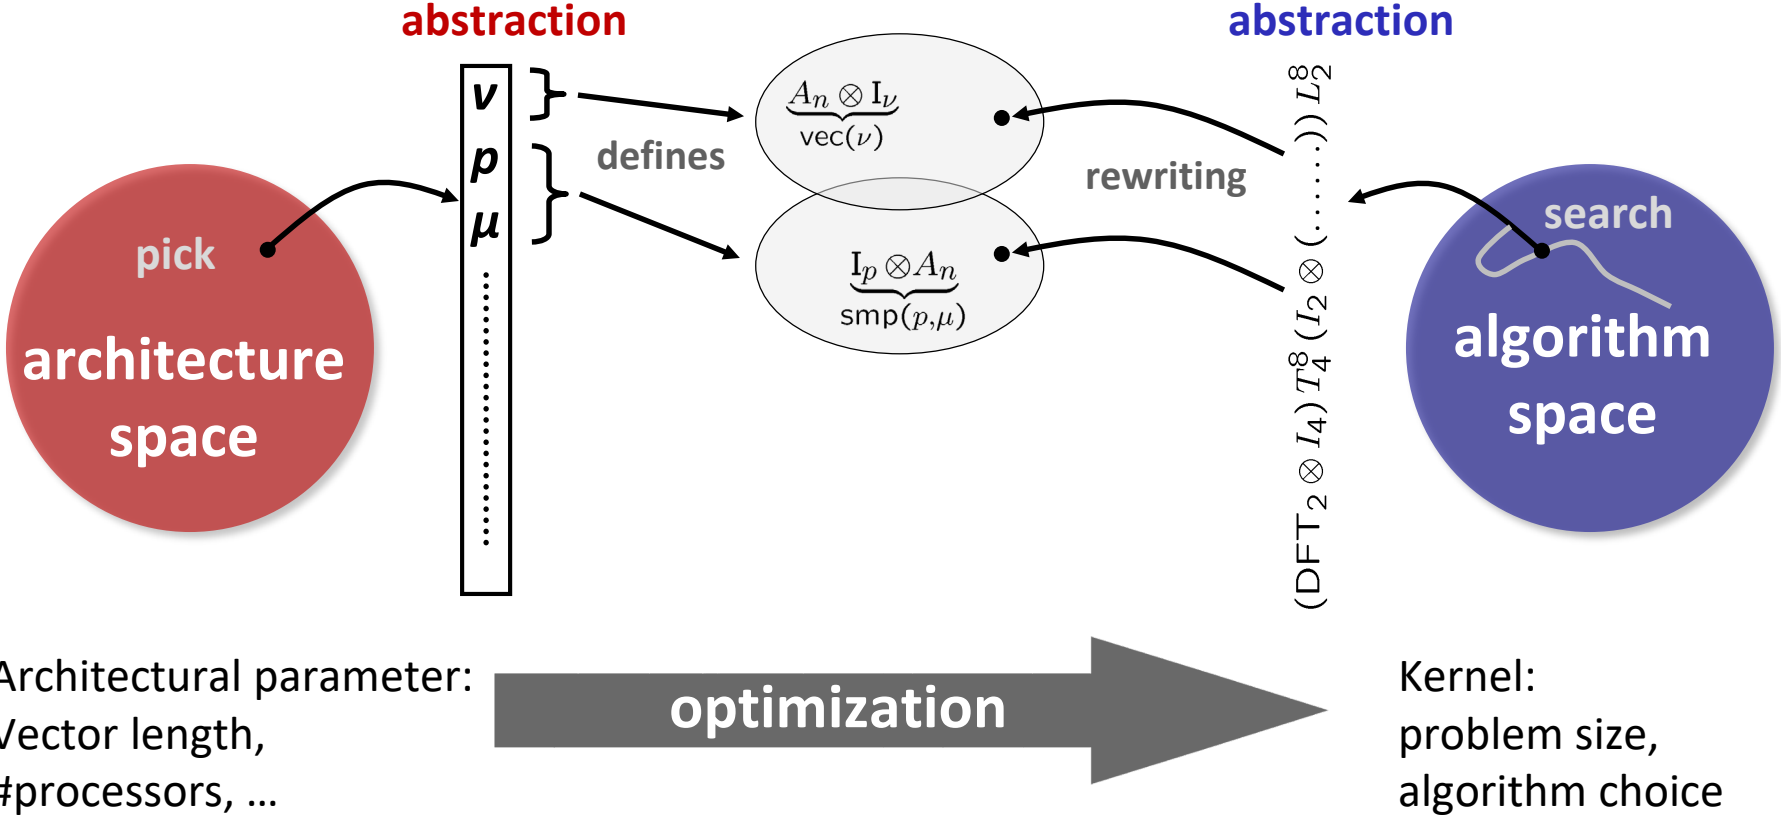 abstraction
abstraction
ν
p
μ
defines
A_n ⊗ I_ν
vec(ν)
I_p ⊗ A_n
smp(p,μ)
rewriting
(DFT_2 ⊗ I_4) T^8_4 (I_2 ⊗ (......)) L^8_2
pick
architecture
space
search
algorithm
space
Architectural parameter:
Vector length,
#processors, ...
optimization
Kernel:
problem size,
algorithm choice